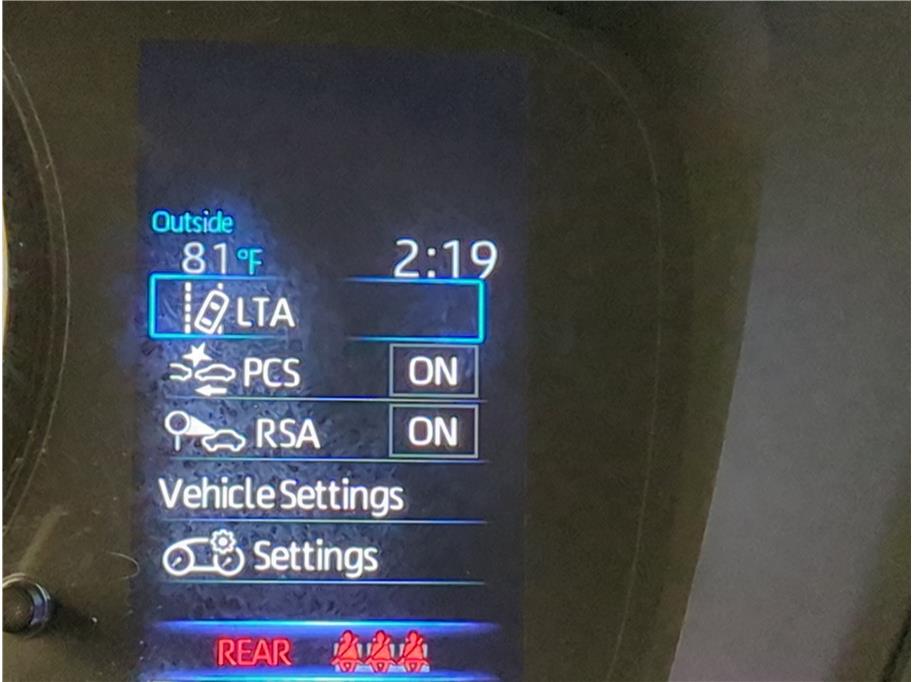 Outside
81°F 2:19
LTA
PCS ON
RSA ON
Vehicle Settings
Settings
REAR